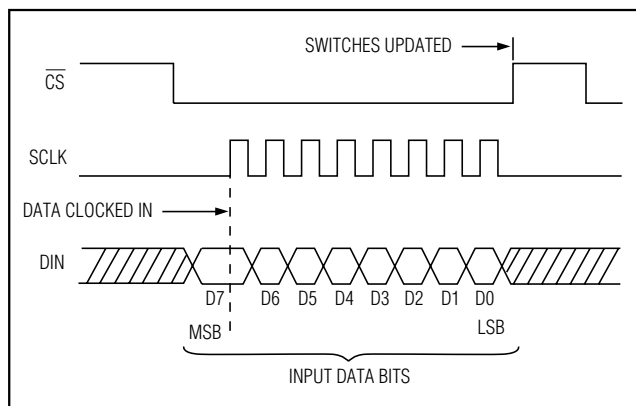 SWITCHES UPDATED
CS
SCLK
DATA CLOCKED IN
DIN
D7 D6 D5 D4 D3 D2 D1 D0
MSB LSB
INPUT DATA BITS